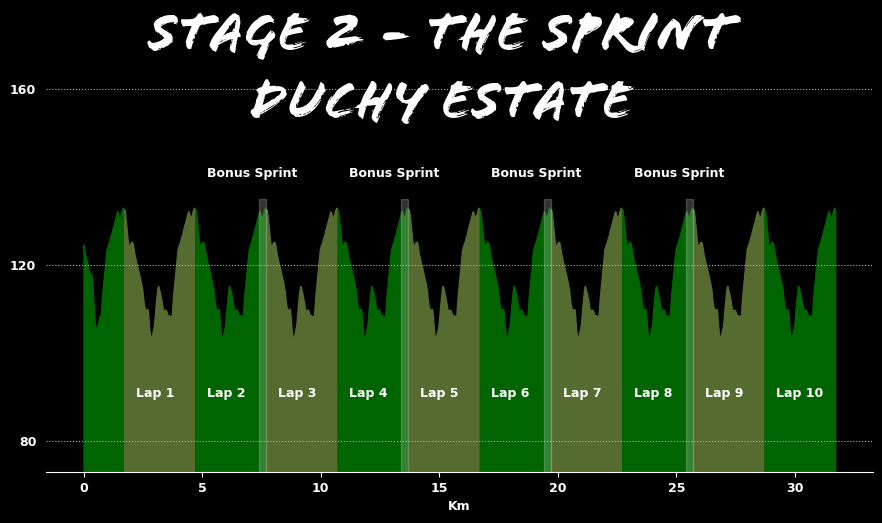 STAGE 2 - THE SPRINT
DUCHY ESTATE
160
Bonus Sprint Bonus Sprint Bonus Sprint Bonus Sprint
120
Lap 1 Lap 2 Lap 3 Lap 4 Lap 5 Lap 6 Lap 7 Lap 8 Lap 9 Lap 10
80
0 5 10 15 20 25 30
Km